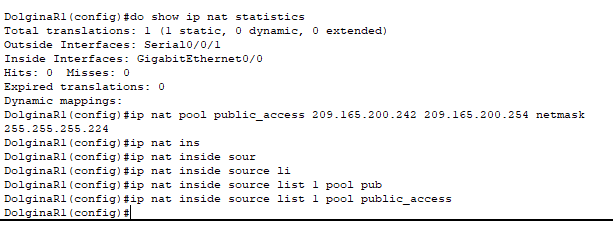 DolginaR1(config)#do show ip nat statistics
Total translations: 1 (1 static, 0 dynamic, 0 extended)
Outside Interfaces: Serial0/0/1
Inside Interfaces: GigabitEthernet0/0
Hits: 0  Misses: 0
Expired translations: 0
Dynamic mappings:
DolginaR1(config)#ip nat pool public_access 209.165.200.242 209.165.200.254 netmask
255.255.255.224
DolginaR1(config)#ip nat ins
DolginaR1(config)#ip nat inside sour
DolginaR1(config)#ip nat inside source li
DolginaR1(config)#ip nat inside source list 1 pool pub
DolginaR1(config)#ip nat inside source list 1 pool public_access
DolginaR1(config)#